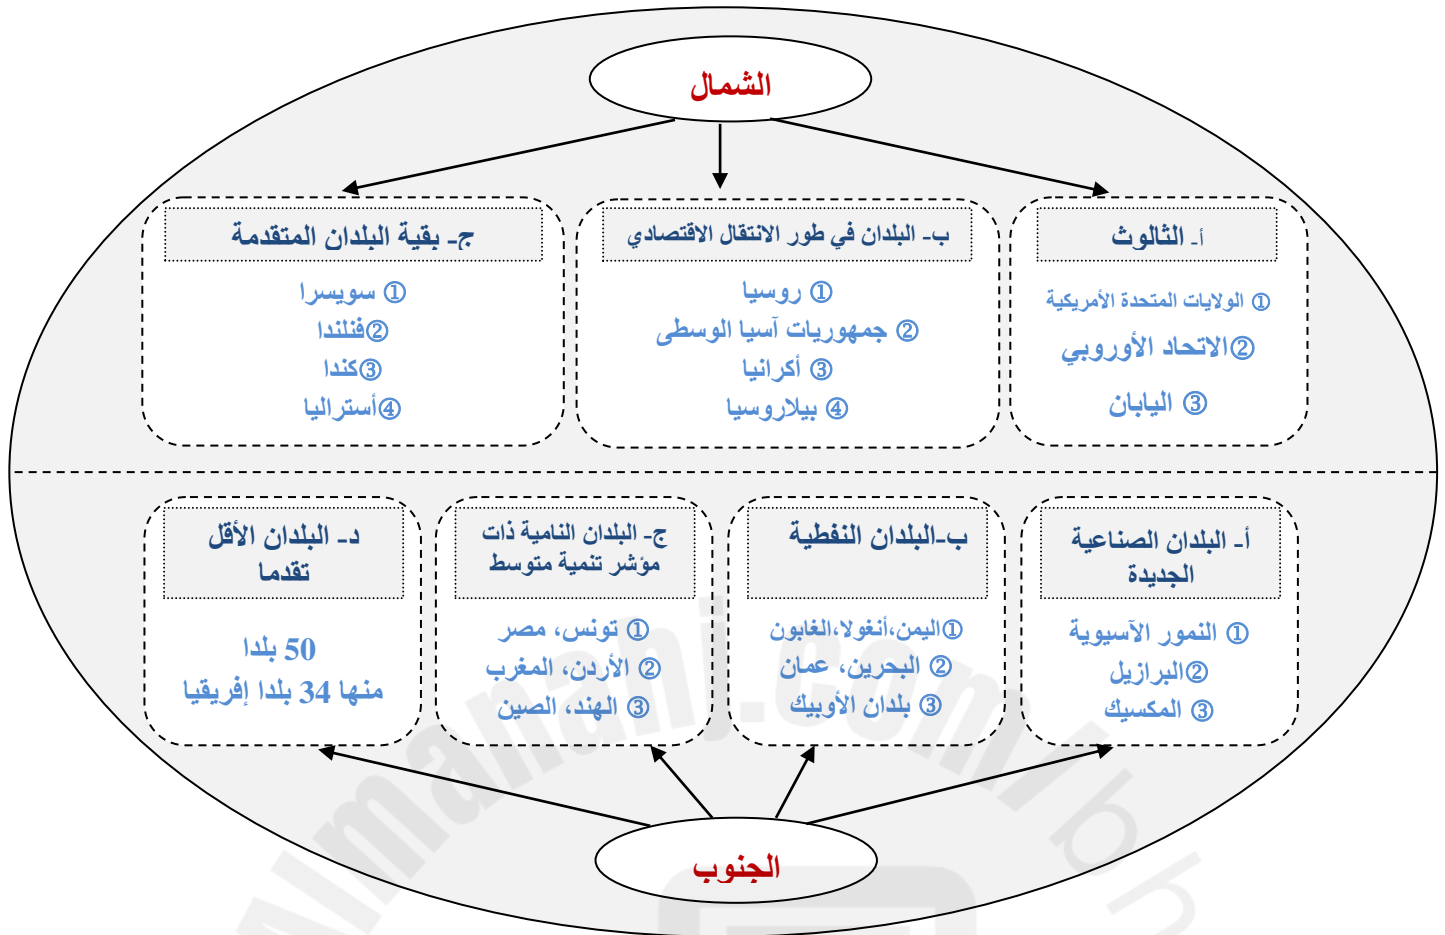 الشمال
أ- الثالوث
① الولايات المتحدة الأمريكية
②الاتحاد الأوروبي
③ اليابان
ب- البلدان في طور الانتقال الاقتصادي
① روسيا
② جمهوريات آسيا الوسطى
③ أكرانيا
④ بيلاروسيا
ج- بقية البلدان المتقدمة
① سويسرا
②فنلندا
③كندا
④أستراليا
أ- البلدان الصناعية
الجديدة
① النمور الآسيوية
②البرازيل
③ المكسيك
ب-البلدان النفطية
①اليمن،أنغولا،الغابون
② البحرين، عمان
③ بلدان الأوبيك
ج- البلدان النامية ذات
مؤشر تنمية متوسط
① تونس، مصر
② الأردن، المغرب
③ الهند، الصين
د- البلدان الأقل
تقدما
50 بلدا
منها 34 بلدا إفريقيا
الجنوب
Almanahj.com/bh